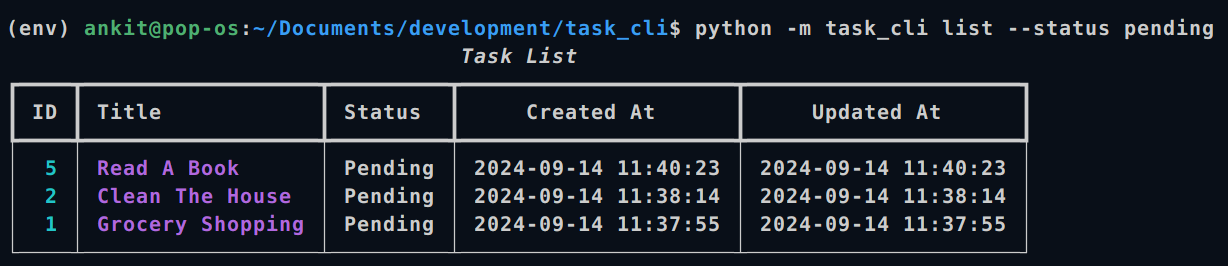 (env) ankit@pop-os:~/Documents/development/task_cli$ python -m task_cli list --status pending
Task List
ID Title Status Created At Updated At
5 Read A Book Pending 2024-09-14 11:40:23 2024-09-14 11:40:23
2 Clean The House Pending 2024-09-14 11:38:14 2024-09-14 11:38:14
1 Grocery Shopping Pending 2024-09-14 11:37:55 2024-09-14 11:37:55